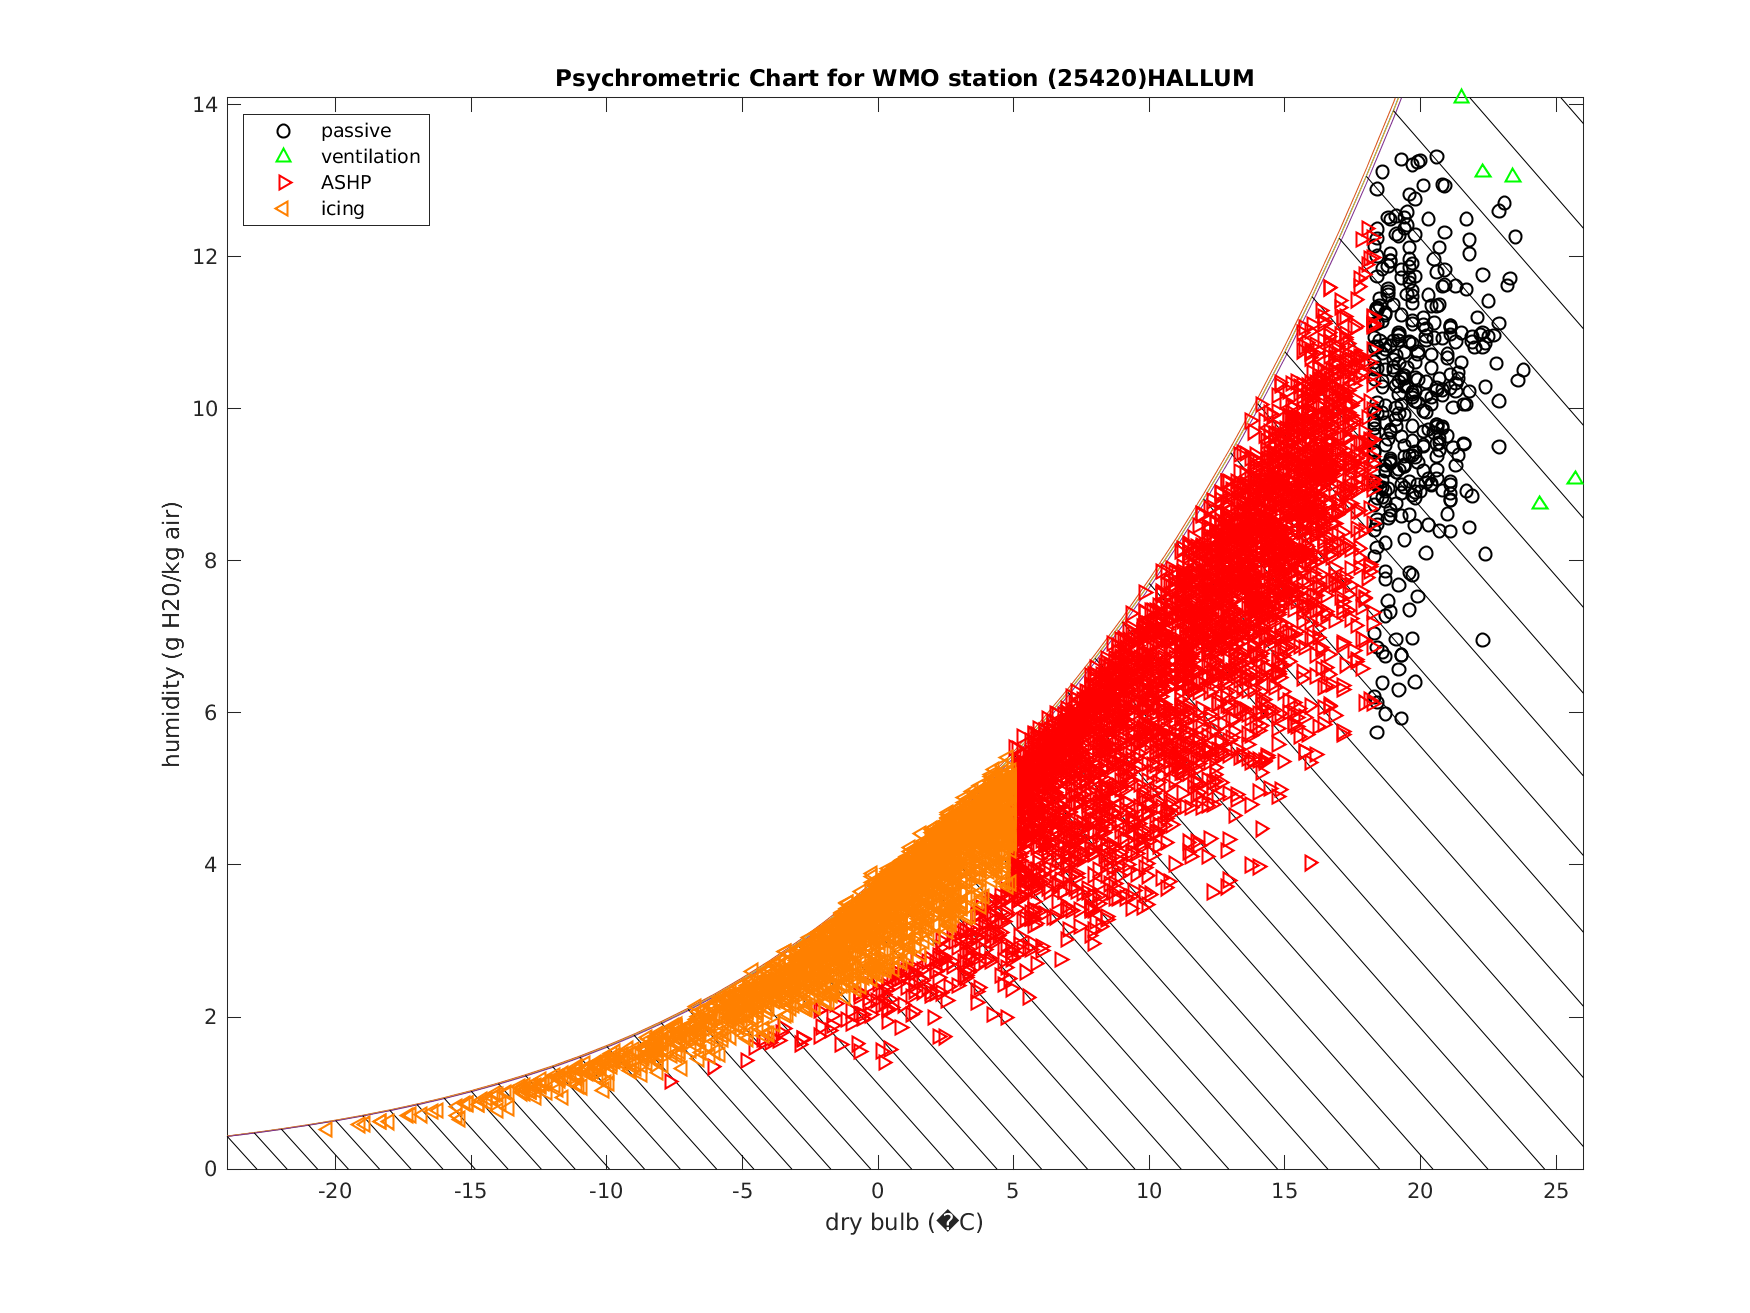 Psychrometric Chart for WMO station (25420)HALLUM
passive
ventilation
ASHP
icing
14
12
10
8
6
4
2
0
humidity (g H20/kg air)
-20 -15 -10 -5 0 5 10 15 20 25
dry bulb (�C)